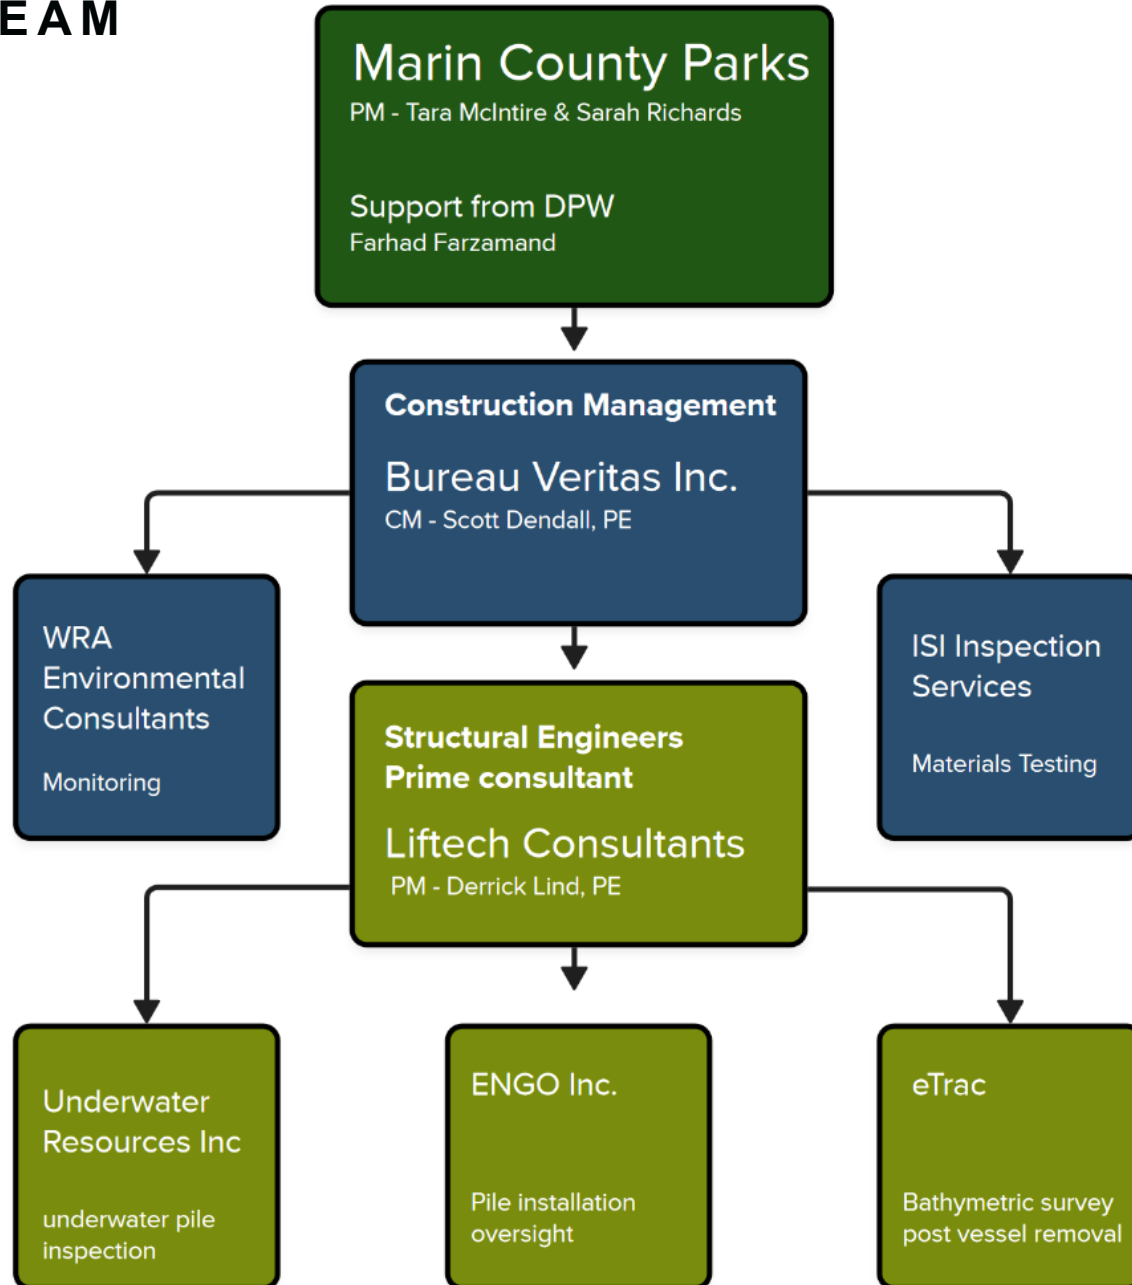 EAM
Marin County Parks
PM - Tara McIntire & Sarah Richards
Support from DPW
Farhad Farzamand
Construction Management
Bureau Veritas Inc.
CM - Scott Dendall, PE
WRA
Environmental
Consultants
Monitoring
ISI Inspection
Services
Materials Testing
Structural Engineers
Prime consultant
Liftech Consultants
PM - Derrick Lind, PE
Underwater
Resources Inc
underwater pile
inspection
ENGO Inc.
Pile installation
oversight
eTrac
Bathymetric survey
post vessel removal